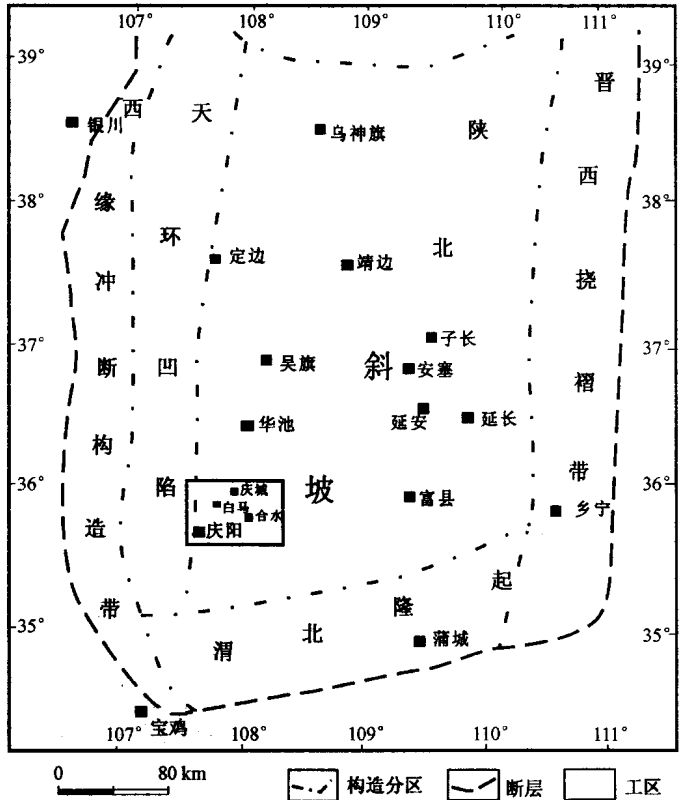 107° 108° 109° 110° 111°
39° 39°
38° 38°
37° 37°
36° 36°
35° 35°
西缘冲断构造带
天环凹陷
陕北斜坡
晋西挠褶带
渭北隆起
银川
乌神旗
定边
靖边
子长
吴旗
安塞
华池
延安
延长
庆城
白马
合水
庆阳
富县
乡宁
蒲城
宝鸡
107° 108° 109° 110° 111°
0 80 km
构造分区 断层 工区